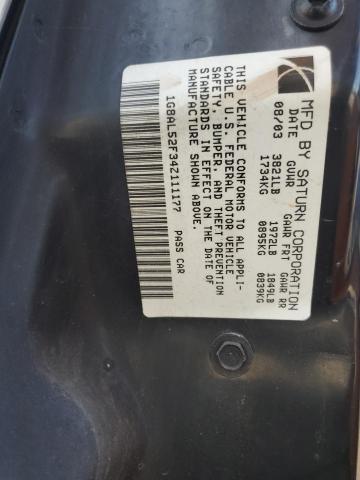 MFD BY SATURN CORPORATION
DATE GVWR GAWR FRT GAWR RR
08/03 3821LB 1972LB 1849LB
1734KG 0895KG 0839KG
THIS VEHICLE CONFORMS TO ALL APPLI-
CABLE U.S. FEDERAL MOTOR VEHICLE
SAFETY, BUMPER, AND THEFT PREVENTION
STANDARDS IN EFFECT ON THE DATE OF
MANUFACTURE SHOWN ABOVE.
1G8AL52F34Z111177 PASS CAR